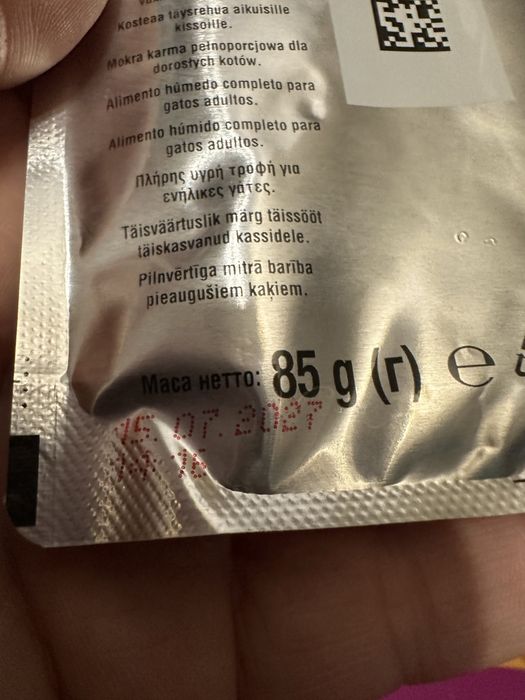 Kosteaa täysrehua aikuisille
kissoille.
Mokra karma pełnoporcjowa dla
dorosłych kotów.
Alimento húmedo completo para
gatos adultos.
Alimento húmido completo para
gatos adultos.
Πλήρης υγρή τροφή για
ενήλικες γάτες.
Täisväärtuslik märg täissööt
täiskasvanud kassidele.
Pilnvērtīga mitrā barība
pieaugušiem kaķiem.
Маса нетто: 85 g (г) e
15.07.2027